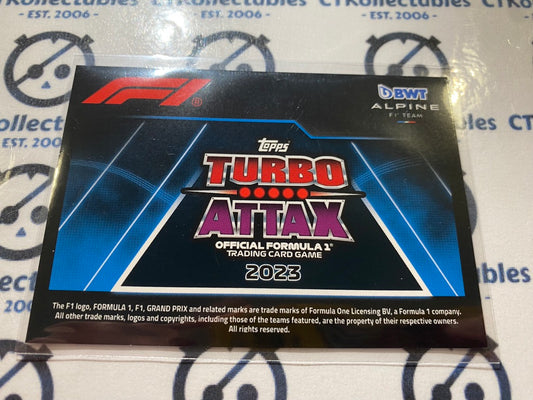 CTKollectables
- EST. 2006 -
- EST. 2006 -
F1®
BWT
ALPINE
F1® TEAM
Topps
TURBO
ATTAX
OFFICIAL FORMULA 1®
TRADING CARD GAME
2023
The F1 logo, FORMULA 1, F1, GRAND PRIX and related marks are trade marks of Formula One Licensing BV, a Formula 1 company.
All other trade marks, logos and copyrights, including those of the teams featured, are the property of their respective owners.
All rights reserved.